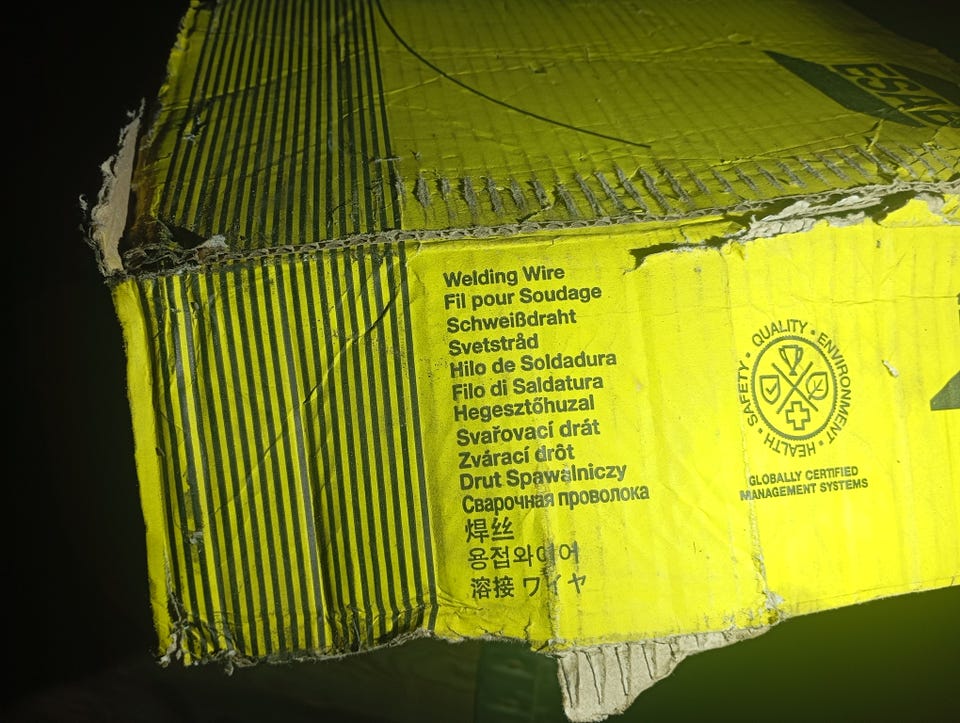 ESAB
Welding Wire
Fil pour Soudage
Schweißdraht
Svetstråd
Hilo de Soldadura
Filo di Saldatura
Hegesztőhuzal
Svařovací drát
Zvárací drôt
Drut Spawalniczy
Сварочная проволока
焊丝
용접와이어
溶接 ワイヤ
SAFETY • QUALITY • ENVIRONMENT • HEALTH •
GLOBALLY CERTIFIED
MANAGEMENT SYSTEMS